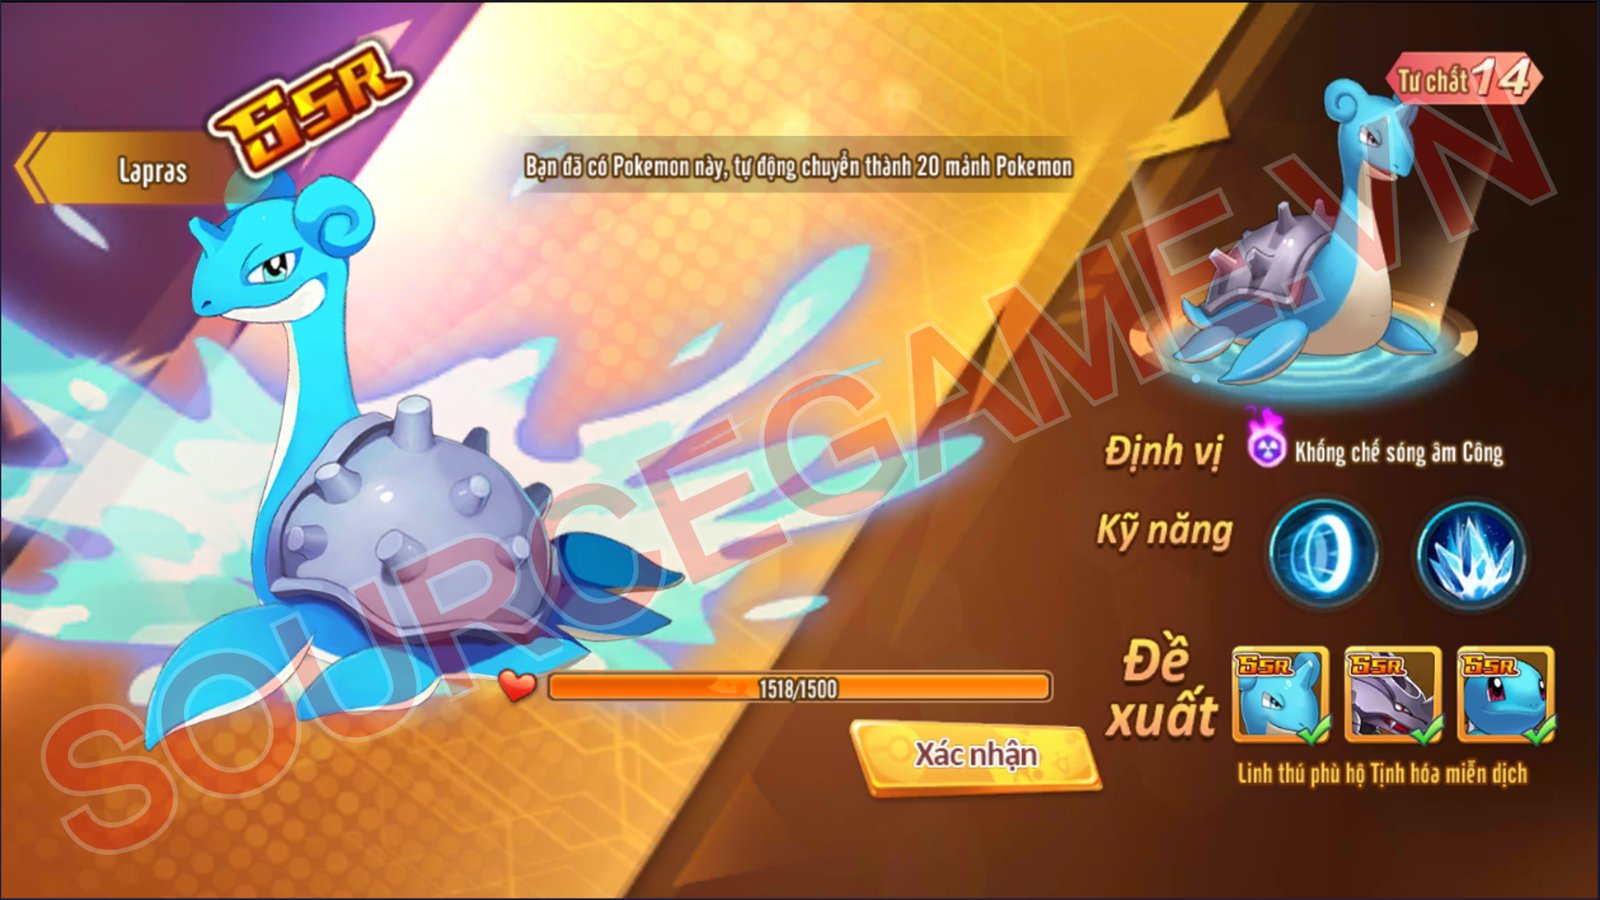 SSR
Lapras
Bạn đã có Pokemon này, tự động chuyển thành 20 mảnh Pokemon
Tư chất 14
SOURCEGAME.VN
Định vị
Khống chế sóng âm Công
Kỹ năng
1518/1500
Xác nhận
Đề
xuất
SSR SSR SSR
Linh thú phù hộ Tịnh hóa miễn dịch